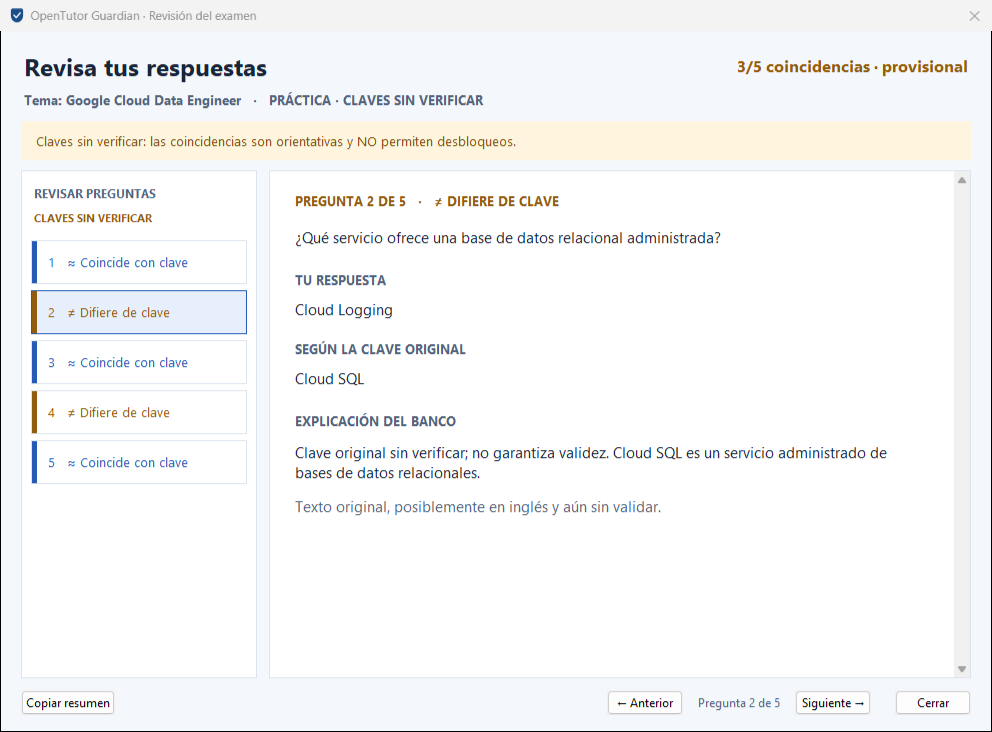 OpenTutor Guardian · Revisión del examen
Revisa tus respuestas
3/5 coincidencias · provisional
Tema: Google Cloud Data Engineer · PRÁCTICA · CLAVES SIN VERIFICAR
Claves sin verificar: las coincidencias son orientativas y NO permiten desbloqueos.
REVISAR PREGUNTAS
CLAVES SIN VERIFICAR
1 ≈ Coincide con clave
2 ≠ Difiere de clave
3 ≈ Coincide con clave
4 ≠ Difiere de clave
5 ≈ Coincide con clave
PREGUNTA 2 DE 5 · ≠ DIFIERE DE CLAVE
¿Qué servicio ofrece una base de datos relacional administrada?
TU RESPUESTA
Cloud Logging
SEGÚN LA CLAVE ORIGINAL
Cloud SQL
EXPLICACIÓN DEL BANCO
Clave original sin verificar; no garantiza validez. Cloud SQL es un servicio administrado de
bases de datos relacionales.
Texto original, posiblemente en inglés y aún sin validar.
Copiar resumen
← Anterior
Pregunta 2 de 5
Siguiente →
Cerrar